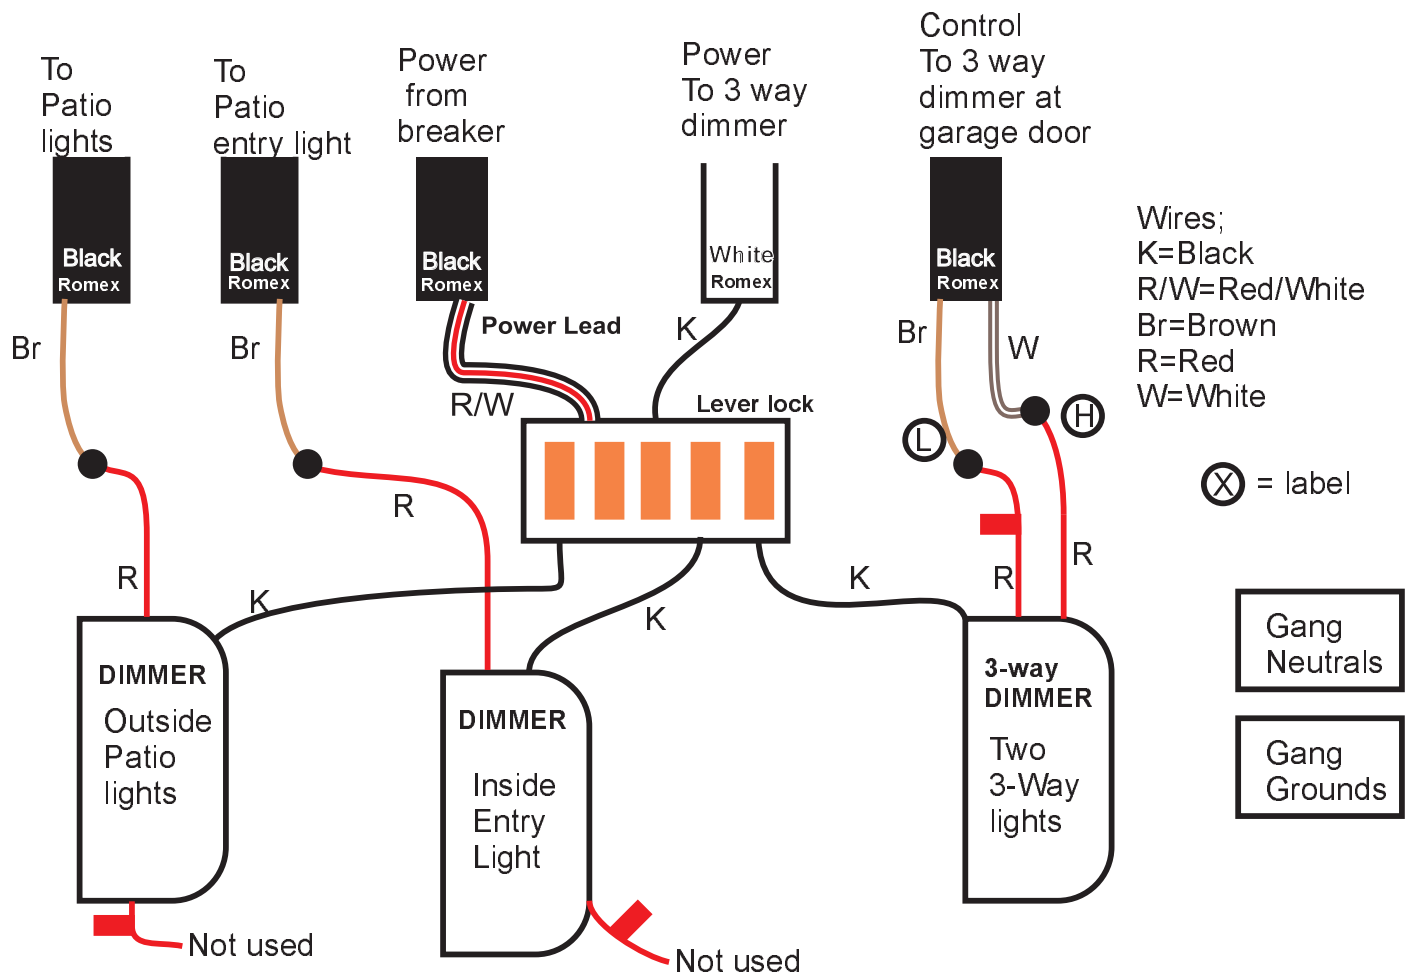 To
Patio
lights
To
Patio
entry light
Power
from
breaker
Power
To 3 way
dimmer
Control
To 3 way
dimmer at
garage door
Black
Romex
Black
Romex
Black
Romex
White
Romex
Black
Romex
Wires;
K=Black
R/W=Red/White
Br=Brown
R=Red
W=White
Br
Br
Power Lead
K
Br
W
R/W
Lever lock
L
H
X = label
R
R
K
K
K
R
R
DIMMER
Outside
Patio
lights
DIMMER
Inside
Entry
Light
3-way
DIMMER
Two
3-Way
lights
Gang
Neutrals
Gang
Grounds
Not used
Not used